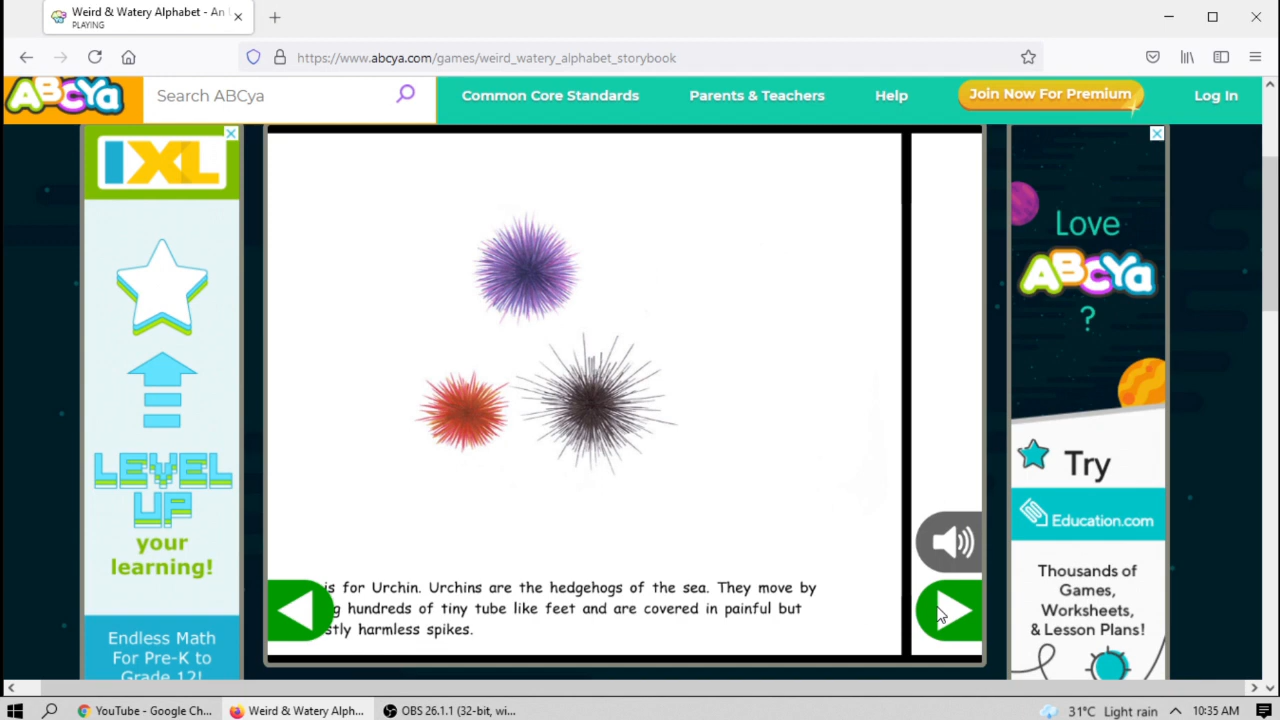 Weird & Watery Alphabet - An
PLAYING
https://www.abcya.com/games/weird_watery_alphabet_storybook
ABCYa
Search ABCya
Common Core Standards
Parents & Teachers
Help
Join Now For Premium
Log In
IXL
LEVEL
UP
your
learning!
Endless Math
For Pre-K to
Grade 12!
is for Urchin. Urchins are the hedgehogs of the sea. They move by
hundreds of tiny tube like feet and are covered in painful but
harmless spikes.
Love
ABCYa
?
Try
Education.com
Thousands of
Games,
Worksheets,
& Lesson Plans!
YouTube - Google Ch...
Weird & Watery Alph...
OBS 26.1.1 (32-bit, wi...
31°C Light rain
10:35 AM